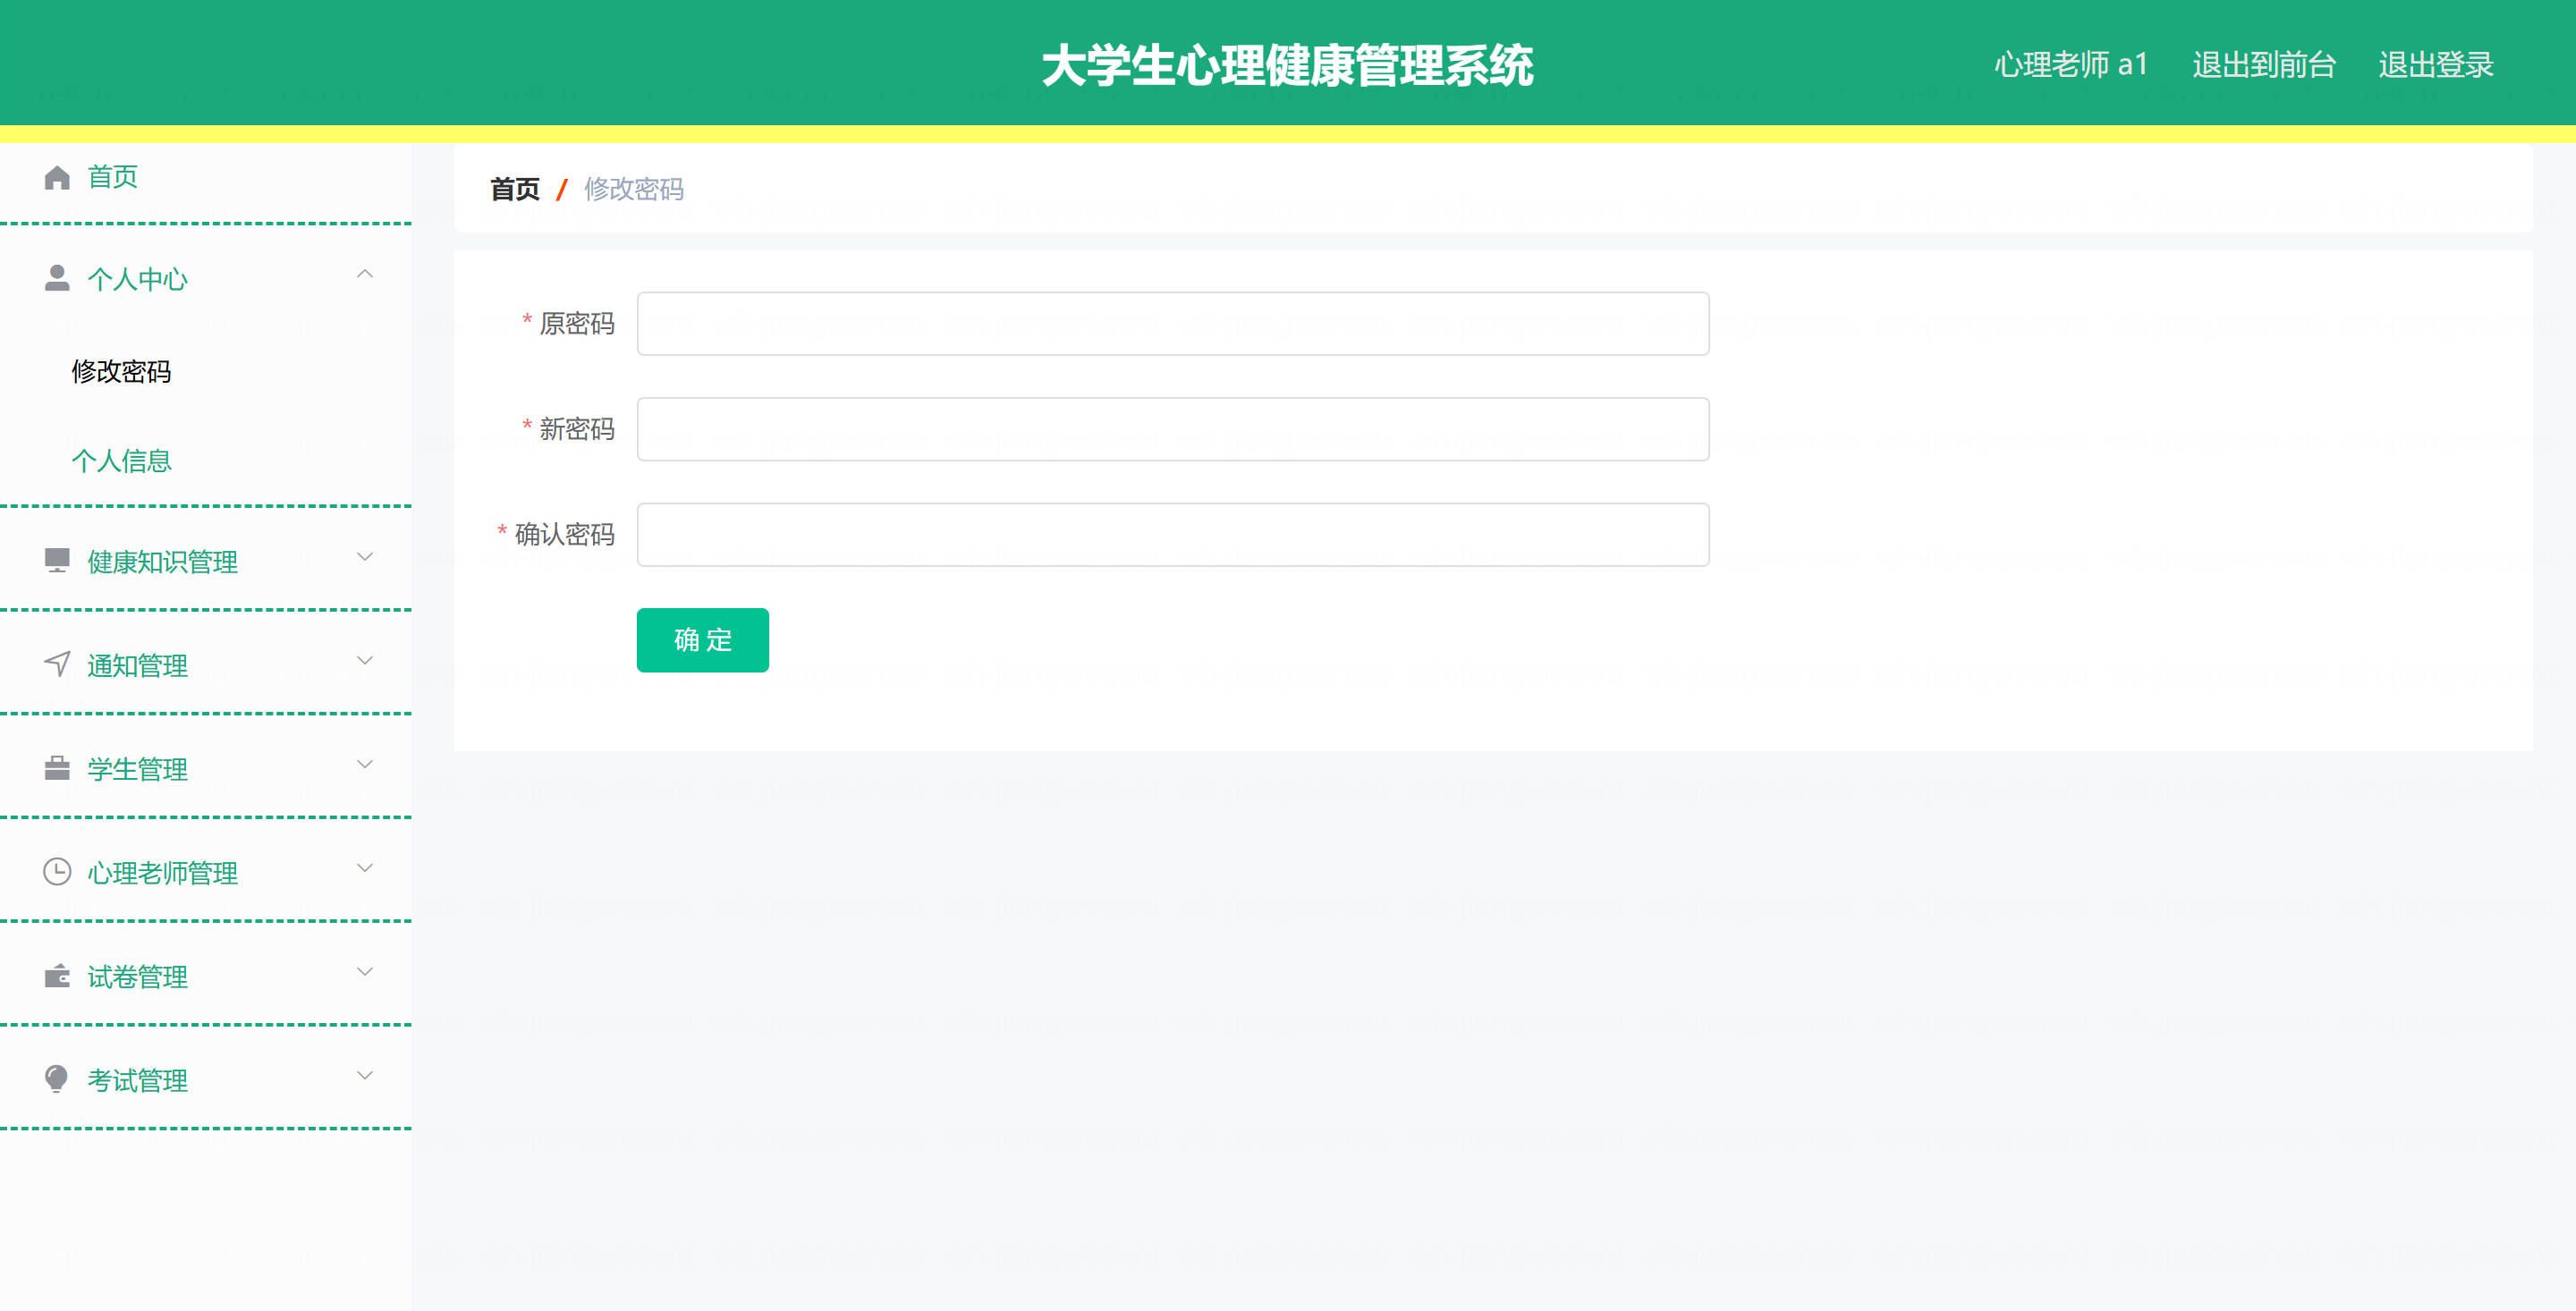 大学生心理健康管理系统
心理老师 a1 退出到前台 退出登录
首页
个人中心
修改密码
个人信息
健康知识管理
通知管理
学生管理
心理老师管理
试卷管理
考试管理
首页 / 修改密码
* 原密码
* 新密码
* 确认密码
确 定